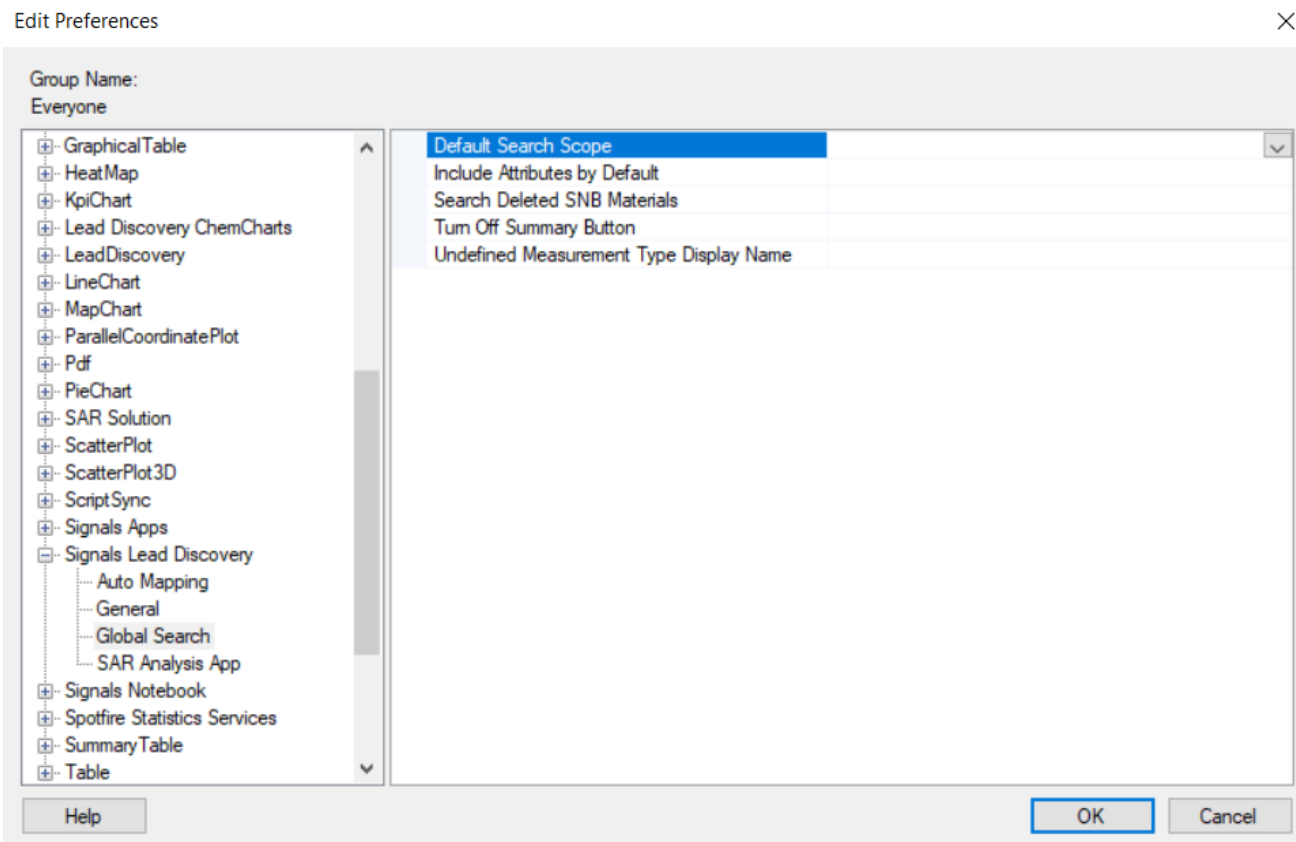 Edit Preferences
Group Name:
Everyone
GraphicalTable
HeatMap
KpiChart
Lead Discovery ChemCharts
LeadDiscovery
LineChart
MapChart
ParallelCoordinatePlot
Pdf
PieChart
SAR Solution
ScatterPlot
ScatterPlot3D
ScriptSync
Signals Apps
Signals Lead Discovery
Auto Mapping
General
Global Search
SAR Analysis App
Signals Notebook
Spotfire Statistics Services
SummaryTable
Table
Default Search Scope
Include Attributes by Default
Search Deleted SNB Materials
Turn Off Summary Button
Undefined Measurement Type Display Name
Help
OK
Cancel